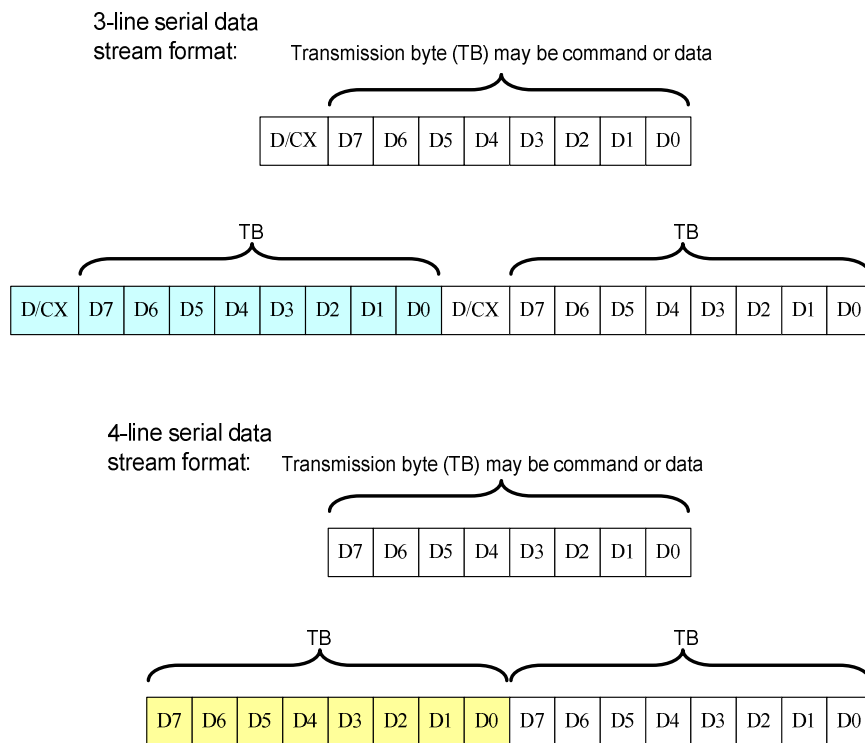 3-line serial data
stream format:
Transmission byte (TB) may be command or data
D/CX D7 D6 D5 D4 D3 D2 D1 D0
TB TB
D/CX D7 D6 D5 D4 D3 D2 D1 D0 D/CX D7 D6 D5 D4 D3 D2 D1 D0
4-line serial data
stream format:
Transmission byte (TB) may be command or data
D7 D6 D5 D4 D3 D2 D1 D0
TB TB
D7 D6 D5 D4 D3 D2 D1 D0 D7 D6 D5 D4 D3 D2 D1 D0